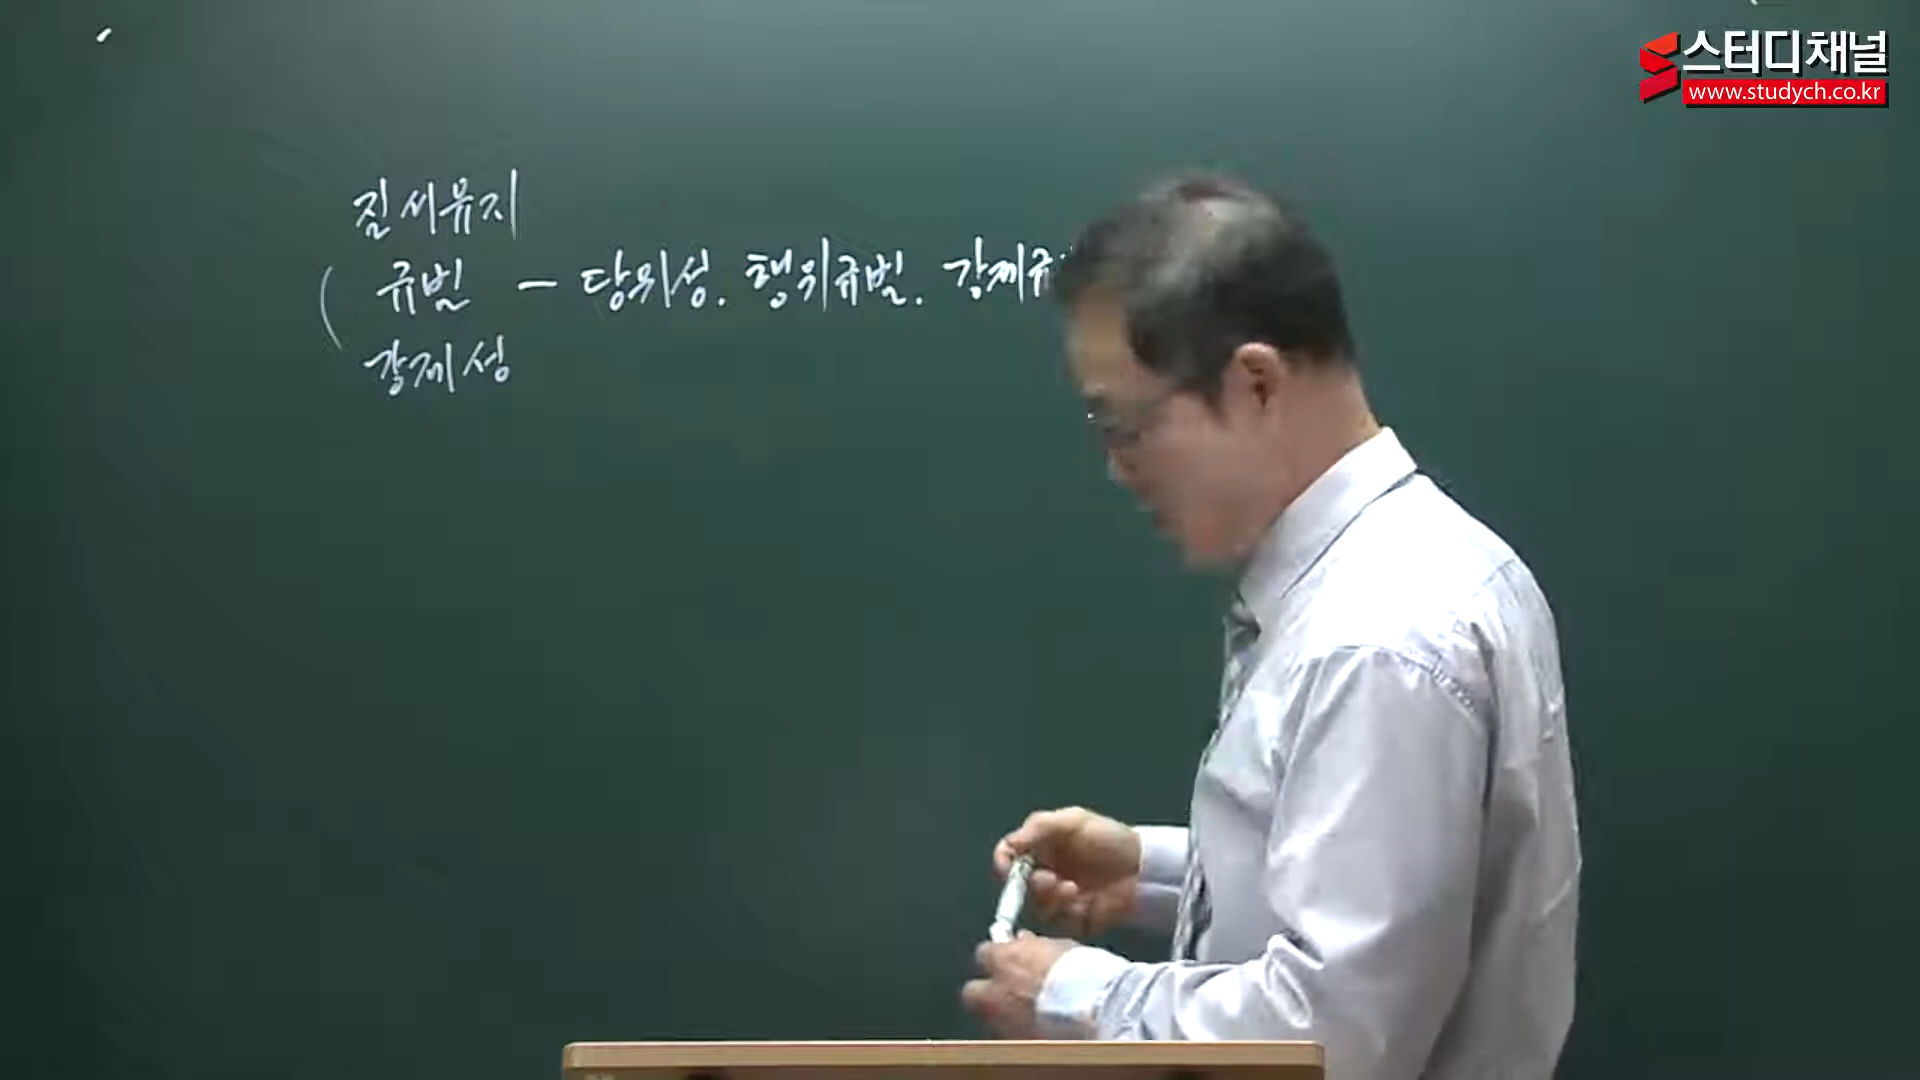 스터디채널
www.studych.co.kr
질서유지
( 규범 - 당위성. 행위규범. 강제규
강제성